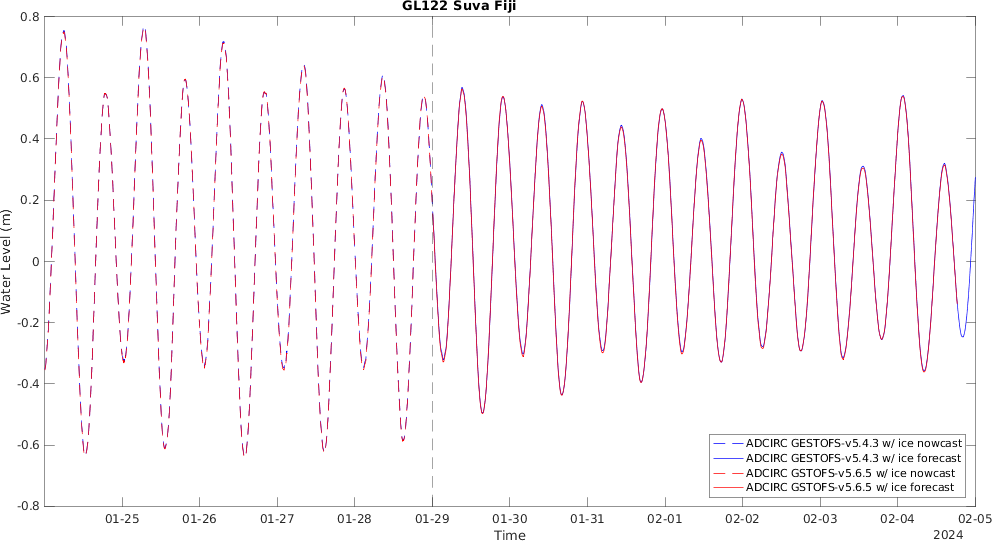 GL122 Suva Fiji
0.8
0.6
0.4
0.2
0
-0.2
-0.4
-0.6
-0.8
Water Level (m)
ADCIRC GESTOFS-v5.4.3 w/ ice nowcast
ADCIRC GESTOFS-v5.4.3 w/ ice forecast
ADCIRC GSTOFS-v5.6.5 w/ ice nowcast
ADCIRC GSTOFS-v5.6.5 w/ ice forecast
01-25 01-26 01-27 01-28 01-29 01-30 01-31 02-01 02-02 02-03 02-04 02-05
Time
2024